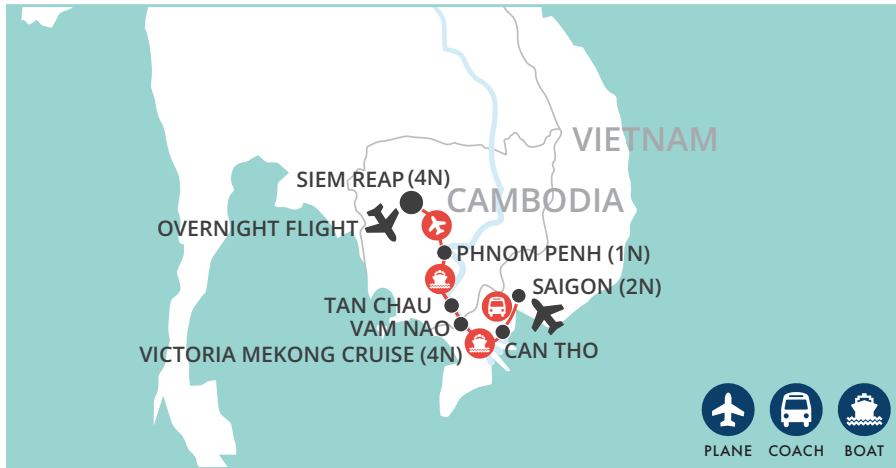 VIETNAM
SIEM REAP (4N)
CAMBODIA
OVERNIGHT FLIGHT
PHNOM PENH (1N)
SAIGON (2N)
TAN CHAU
VAM NAO
VICTORIA MEKONG CRUISE (4N)
CAN THO
PLANE
COACH
BOAT